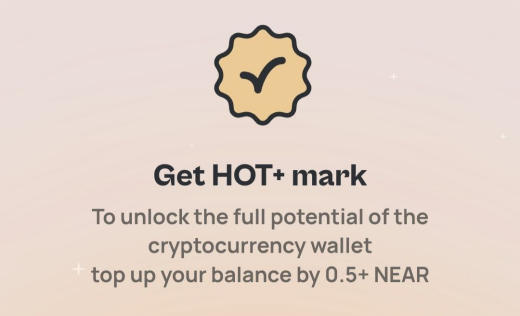 Get HOT+ mark
To unlock the full potential of the
cryptocurrency wallet
top up your balance by 0.5+ NEAR